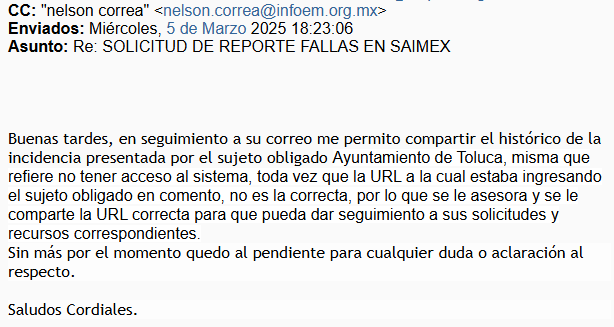 CC: "nelson correa" <nelson.correa@infoem.org.mx>
Enviados: Miércoles, 5 de Marzo 2025 18:23:06
Asunto: Re: SOLICITUD DE REPORTE FALLAS EN SAIMEX
Buenas tardes, en seguimiento a su correo me permito compartir el histórico de la
incidencia presentada por el sujeto obligado Ayuntamiento de Toluca, misma que
refiere no tener acceso al sistema, toda vez que la URL a la cual estaba ingresando
el sujeto obligado en comento, no es la correcta, por lo que se le asesora y se le
comparte la URL correcta para que pueda dar seguimiento a sus solicitudes y
recursos correspondientes.
Sin más por el momento quedo al pendiente para cualquier duda o aclaración al
respecto.
Saludos Cordiales.